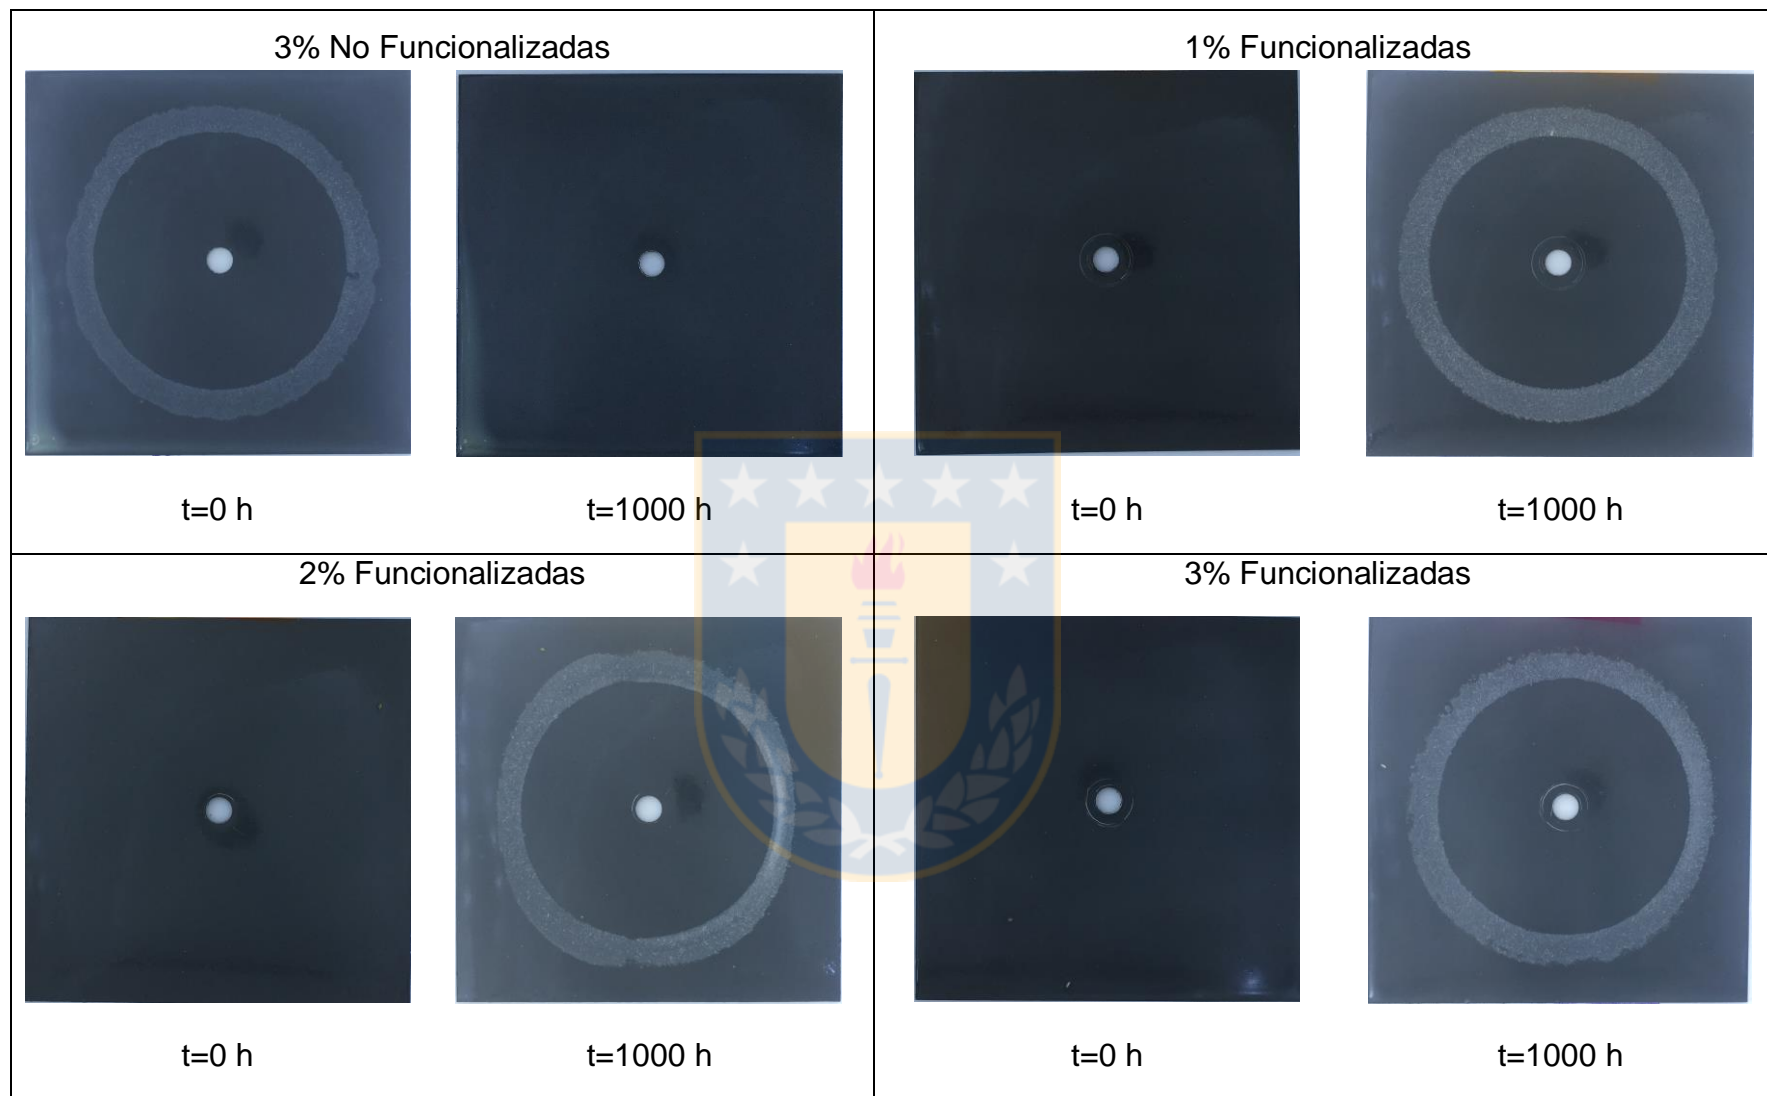 3% No Funcionalizadas
t=0 h
t=1000 h
1% Funcionalizadas
t=0 h
t=1000 h
2% Funcionalizadas
t=0 h
t=1000 h
3% Funcionalizadas
t=0 h
t=1000 h